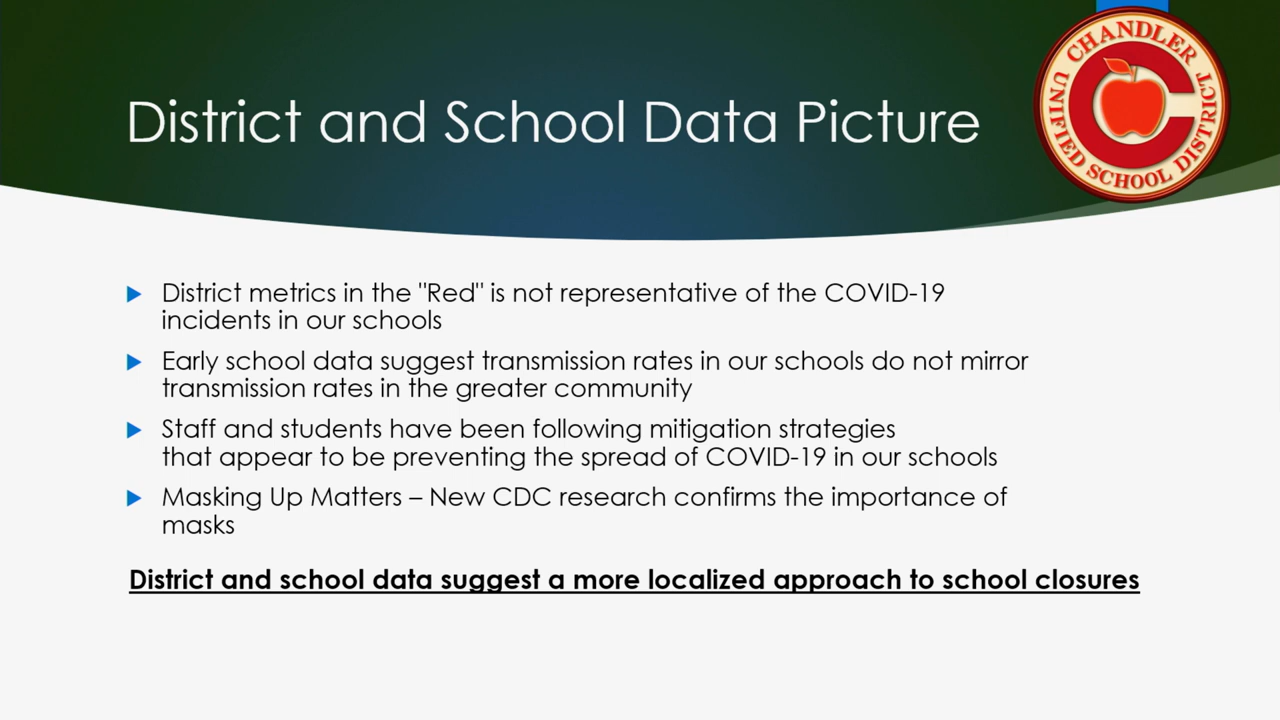 District and School Data Picture
CHANDLER UNIFIED SCHOOL DISTRICT
District metrics in the "Red" is not representative of the COVID-19
incidents in our schools
Early school data suggest transmission rates in our schools do not mirror
transmission rates in the greater community
Staff and students have been following mitigation strategies
that appear to be preventing the spread of COVID-19 in our schools
Masking Up Matters – New CDC research confirms the importance of
masks
District and school data suggest a more localized approach to school closures